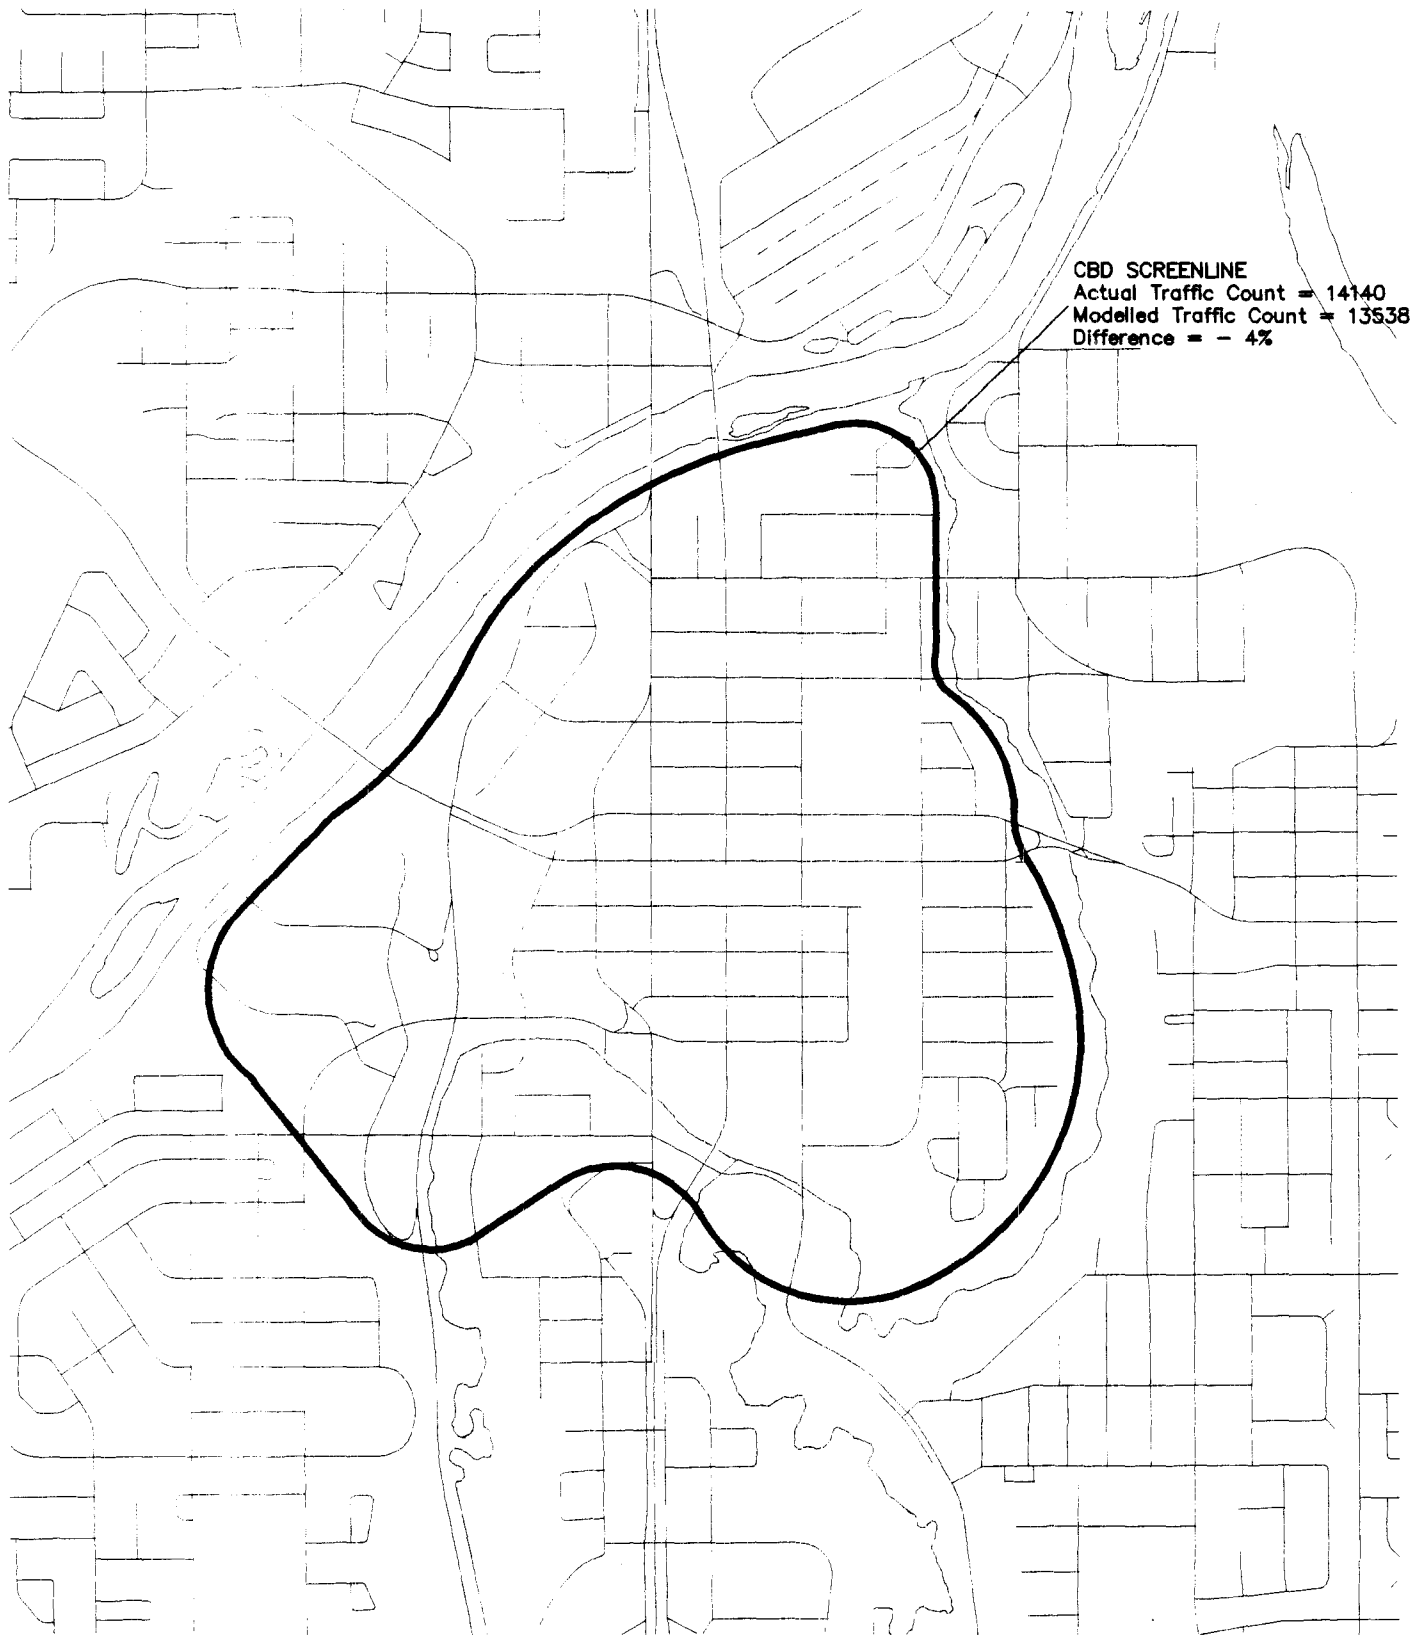 CBD SCREENLINE
Actual Traffic Count = 14140
Modelled Traffic Count = 13538
Difference = - 4%